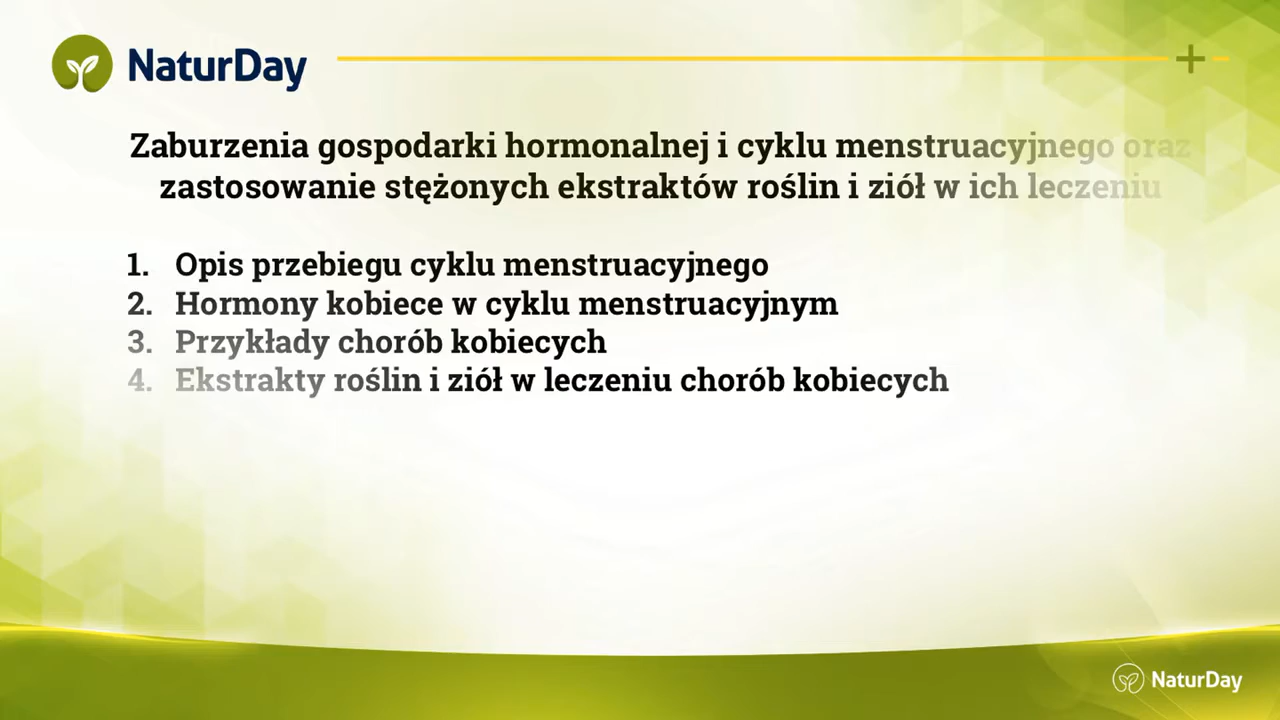 NaturDay
Zaburzenia gospodarki hormonalnej i cyklu menstruacyjnego oraz
zastosowanie stężonych ekstraktów roślin i ziół w ich leczeniu
1. Opis przebiegu cyklu menstruacyjnego
2. Hormony kobiece w cyklu menstruacyjnym
3. Przykłady chorób kobiecych
4. Ekstrakty roślin i ziół w leczeniu chorób kobiecych
NaturDay